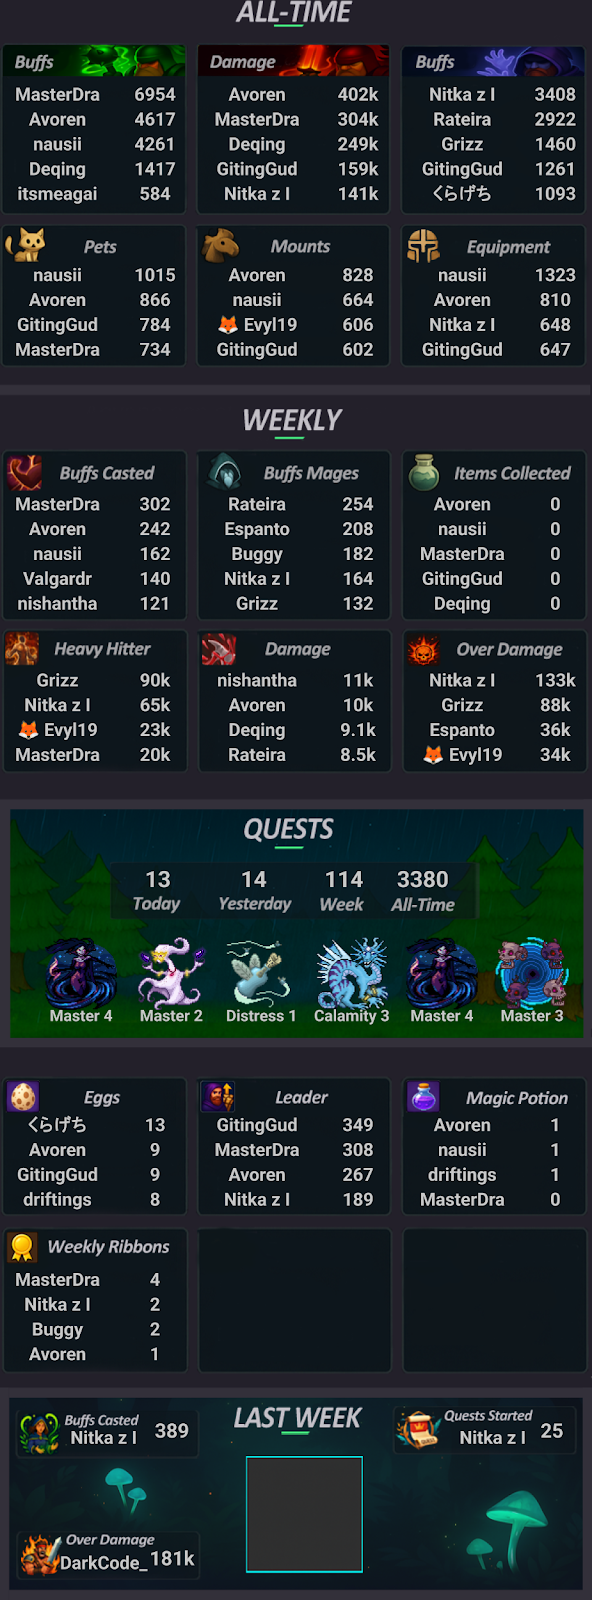 ALL-TIME
Buffs
MasterDra 6954
Avoren 4617
nausii 4261
Deqing 1417
itsmeagai 584
Damage
Avoren 402k
MasterDra 304k
Deqing 249k
GitingGud 159k
Nitka z I 141k
Buffs
Nitka z I 3408
Rateira 2922
Grizz 1460
GitingGud 1261
くらげち 1093
Pets
nausii 1015
Avoren 866
GitingGud 784
MasterDra 734
Mounts
Avoren 828
nausii 664
🦊 Evyl19 606
GitingGud 602
Equipment
nausii 1323
Avoren 810
Nitka z I 648
GitingGud 647
WEEKLY
Buffs Casted
MasterDra 302
Avoren 242
nausii 162
Valgardr 140
nishantha 121
Buffs Mages
Rateira 254
Espanto 208
Buggy 182
Nitka z I 164
Grizz 132
Items Collected
Avoren 0
nausii 0
MasterDra 0
GitingGud 0
Deqing 0
Heavy Hitter
Grizz 90k
Nitka z I 65k
🦊 Evyl19 23k
MasterDra 20k
Damage
nishantha 11k
Avoren 10k
Deqing 9.1k
Rateira 8.5k
Over Damage
Nitka z I 133k
Grizz 88k
Espanto 36k
🦊 Evyl19 34k
QUESTS
13 14 114 3380
Today Yesterday Week All-Time
Master 4 Master 2 Distress 1 Calamity 3 Master 4 Master 3
Eggs
くらげち 13
Avoren 9
GitingGud 9
driftings 8
Leader
GitingGud 349
MasterDra 308
Avoren 267
Nitka z I 189
Magic Potion
Avoren 1
nausii 1
driftings 1
MasterDra 0
Weekly Ribbons
MasterDra 4
Nitka z I 2
Buggy 2
Avoren 1
LAST WEEK
Buffs Casted
Nitka z I 389
Quests Started
Nitka z I 25
Over Damage
DarkCode_ 181k